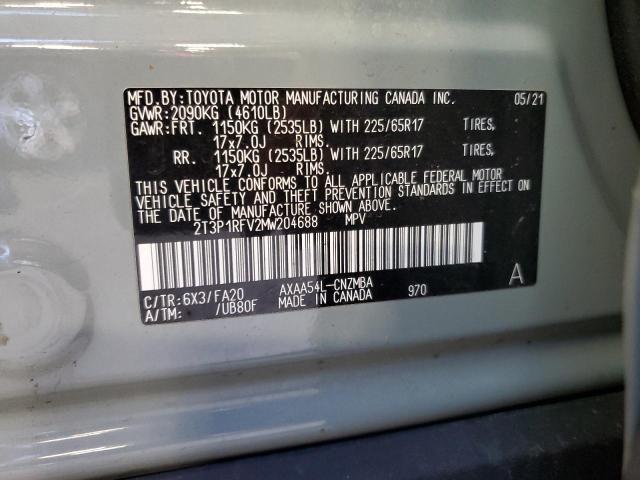 MFD.BY:TOYOTA MOTOR MANUFACTURING CANADA INC. 05/21
GVWR:2090KG (4610LB)
GAWR:FRT. 1150KG (2535LB) WITH 225/65R17 TIRES,
17x7.0J RIMS.
RR. 1150KG (2535LB) WITH 225/65R17 TIRES,
17x7.0J RIMS.
THIS VEHICLE CONFORMS TO ALL APPLICABLE FEDERAL MOTOR
VEHICLE SAFETY AND THEFT PREVENTION STANDARDS IN EFFECT ON
THE DATE OF MANUFACTURE SHOWN ABOVE.
2T3P1RFV2MW204688 MPV
C/TR:6X3/FA20 AXAA54L-CNZMBA 970 A
A/TM: /UB80F MADE IN CANADA